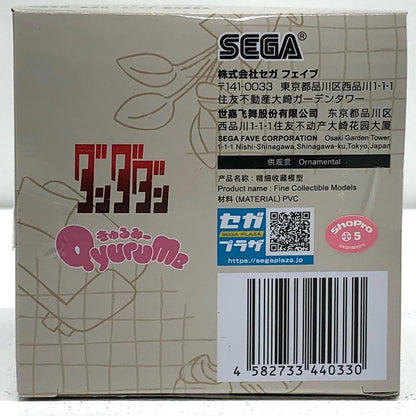 SEGA®
株式会社セガ フェイブ
〒141-0033 東京都品川区西品川1-1-1
住友不動産大崎ガーデンタワー
世嘉飞舞股份有限公司 东京都品川区
西品川1-1-1住友不动产大崎花园大厦
SEGA FAVE CORPORATION Osaki Garden Tower,
1-1-1 Nishi-Shinagawa, Shinagawa-ku, Tokyo, Japan
供观赏 Ornamental
产品名称：精细收藏模型
Product name : Fine Collectible Models
材料 (MATERIAL) PVC
ダンダダン
きゅるみー
QyuruMe
セガ
SEGA PLAZA
プラザ
https://segaplaza.jp
ShoPro
5
4 582733 440330